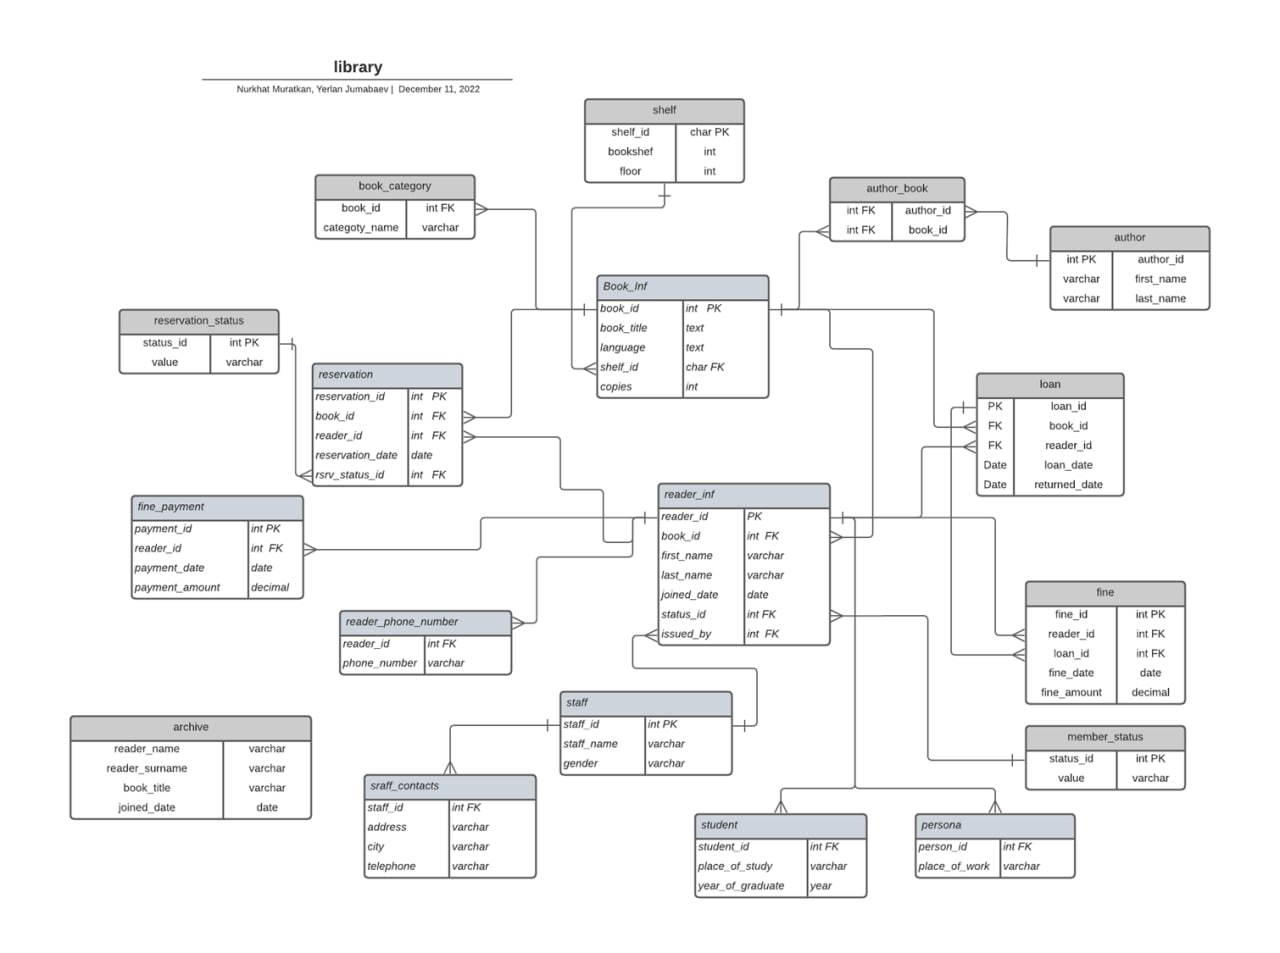 library
Nurkhat Muratkan, Yerlan Jumabaev | December 11, 2022
shelf
shelf_id char PK
bookshef int
floor int
book_category
book_id int FK
categoty_name varchar
author_book
int FK author_id
int FK book_id
author
int PK author_id
varchar first_name
varchar last_name
Book_Inf
book_id int PK
book_title text
language text
shelf_id char FK
copies int
reservation_status
status_id int PK
value varchar
reservation
reservation_id int PK
book_id int FK
reader_id int FK
reservation_date date
rsrv_status_id int FK
loan
PK loan_id
FK book_id
FK reader_id
Date loan_date
Date returned_date
fine_payment
payment_id int PK
reader_id int FK
payment_date date
payment_amount decimal
reader_inf
reader_id PK
book_id int FK
first_name varchar
last_name varchar
joined_date date
status_id int FK
issued_by int FK
fine
fine_id int PK
reader_id int FK
loan_id int FK
fine_date date
fine_amount decimal
reader_phone_number
reader_id int FK
phone_number varchar
staff
staff_id int PK
staff_name varchar
gender varchar
archive
reader_name varchar
reader_surname varchar
book_title varchar
joined_date date
member_status
status_id int PK
value varchar
sraff_contacts
staff_id int FK
address varchar
city varchar
telephone varchar
student
student_id int FK
place_of_study varchar
year_of_graduate year
persona
person_id int FK
place_of_work varchar